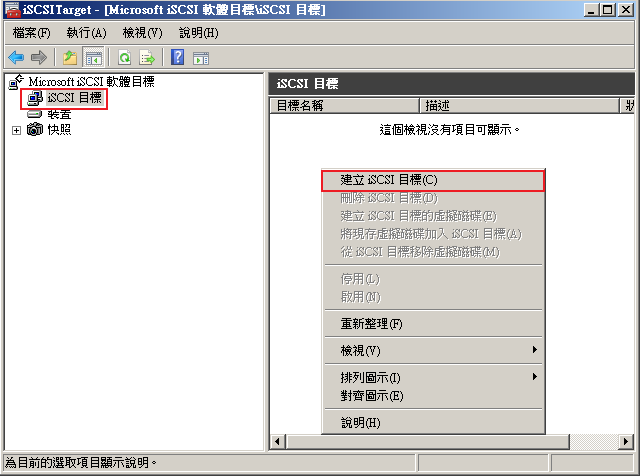 iSCSITarget - [Microsoft iSCSI 軟體目標\iSCSI 目標]
檔案(F) 執行(A) 檢視(V) 說明(H)
Microsoft iSCSI 軟體目標
iSCSI 目標
裝置
快照
iSCSI 目標
目標名稱 描述 狀
這個檢視沒有項目可顯示。
建立 iSCSI 目標(C)
刪除 iSCSI 目標(D)
建立 iSCSI 目標的虛擬磁碟(E)
將現存虛擬磁碟加入 iSCSI 目標(A)
從 iSCSI 目標移除虛擬磁碟(M)
停用(L)
啟用(N)
重新整理(F)
檢視(V)
排列圖示(I)
對齊圖示(E)
說明(H)
為目前的選取項目顯示說明。